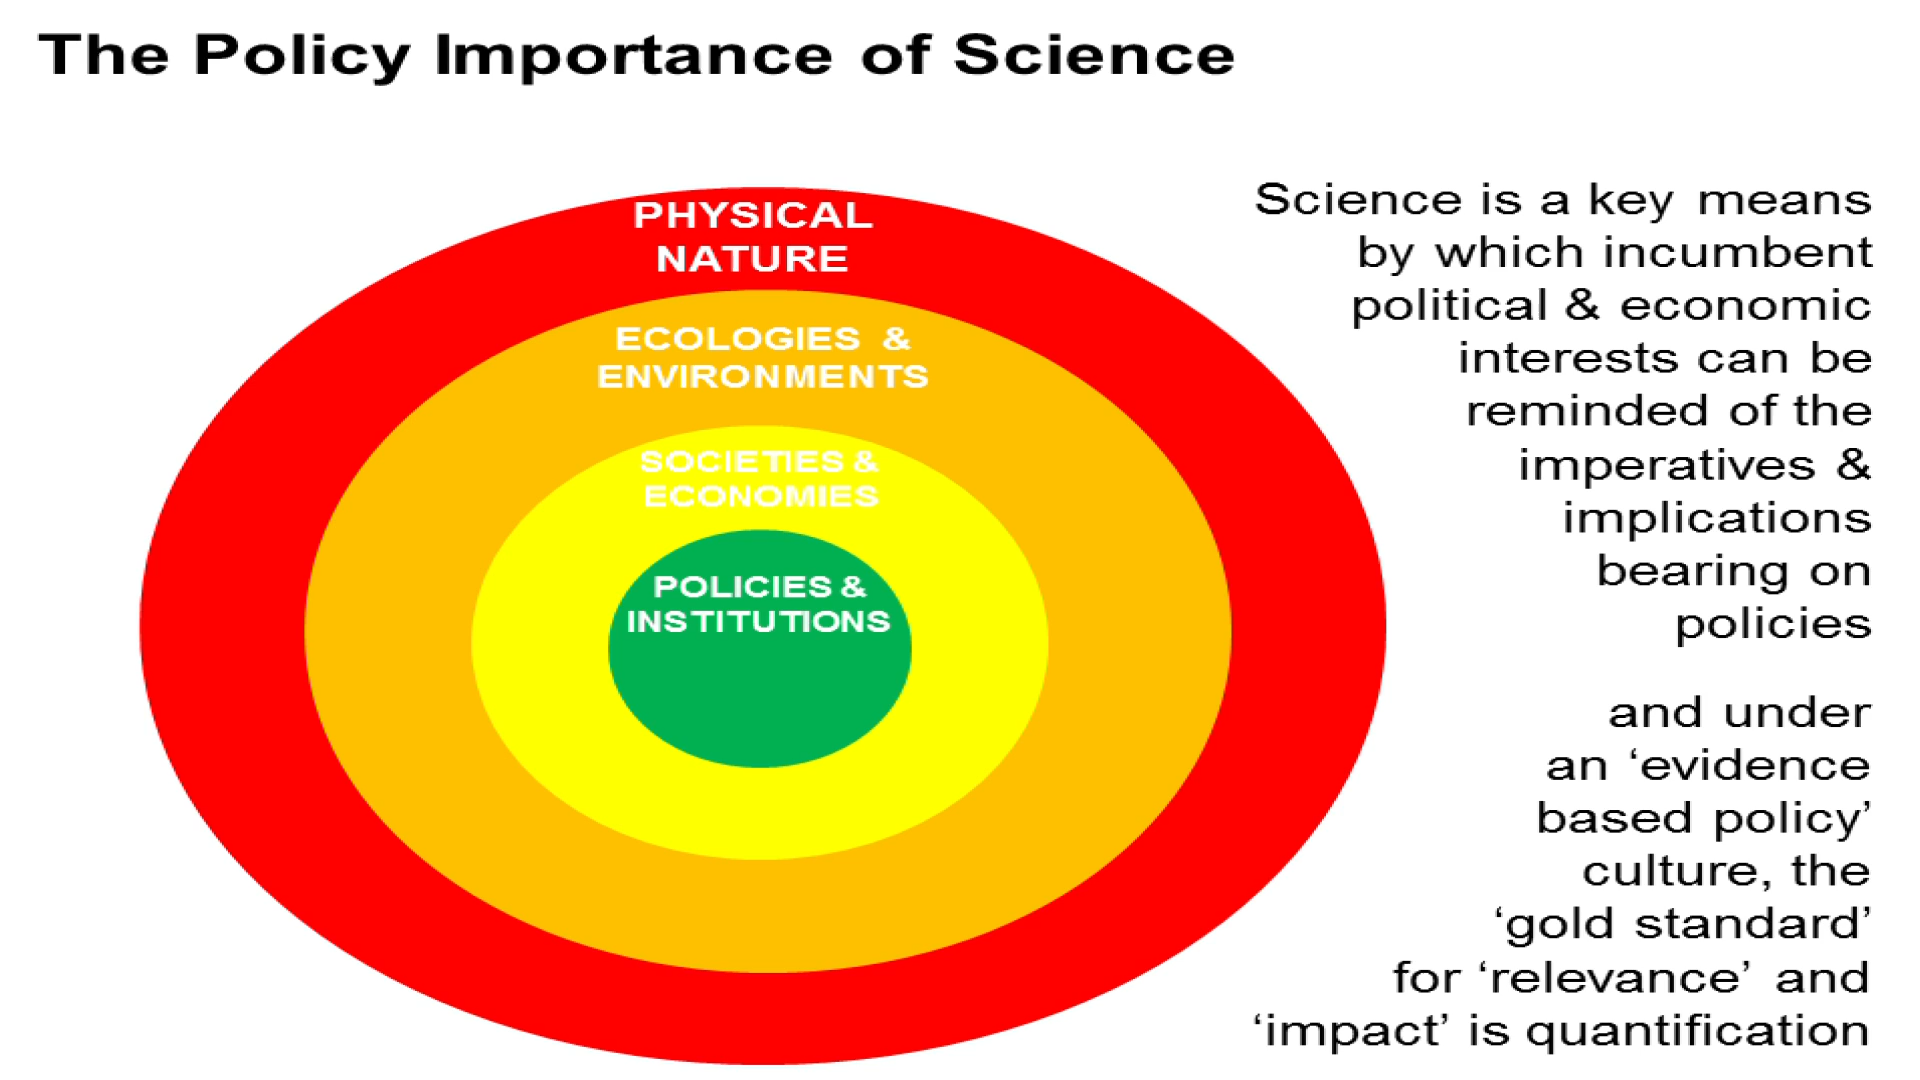 The Policy Importance of Science
PHYSICAL
NATURE
ECOLOGIES &
ENVIRONMENTS
SOCIETIES &
ECONOMIES
POLICIES &
INSTITUTIONS
Science is a key means
by which incumbent
political & economic
interests can be
reminded of the
imperatives &
implications
bearing on
policies
and under
an ‘evidence
based policy’
culture, the
‘gold standard’
for ‘relevance’ and
‘impact’ is quantification